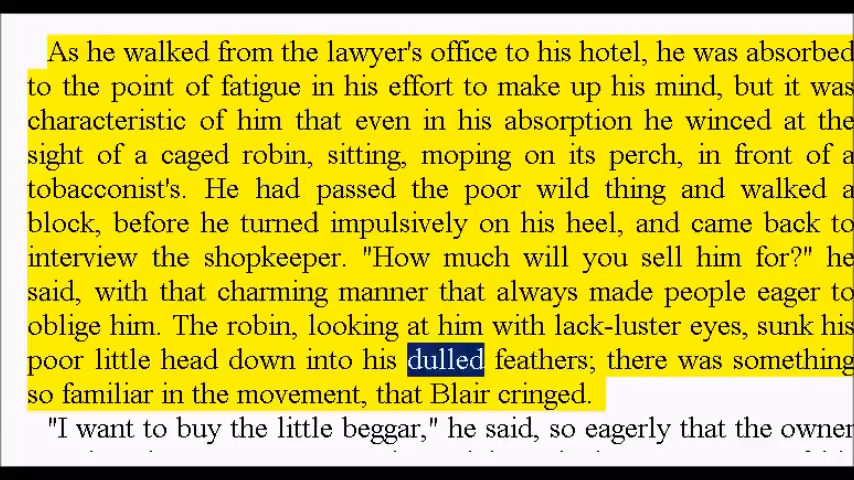 As he walked from the lawyer's office to his hotel, he was absorbed
to the point of fatigue in his effort to make up his mind, but it was
characteristic of him that even in his absorption he winced at the
sight of a caged robin, sitting, moping on its perch, in front of a
tobacconist's. He had passed the poor wild thing and walked a
block, before he turned impulsively on his heel, and came back to
interview the shopkeeper. "How much will you sell him for?" he
said, with that charming manner that always made people eager to
oblige him. The robin, looking at him with lack-luster eyes, sunk his
poor little head down into his dulled feathers; there was something
so familiar in the movement, that Blair cringed.
"I want to buy the little beggar," he said, so eagerly that the owner